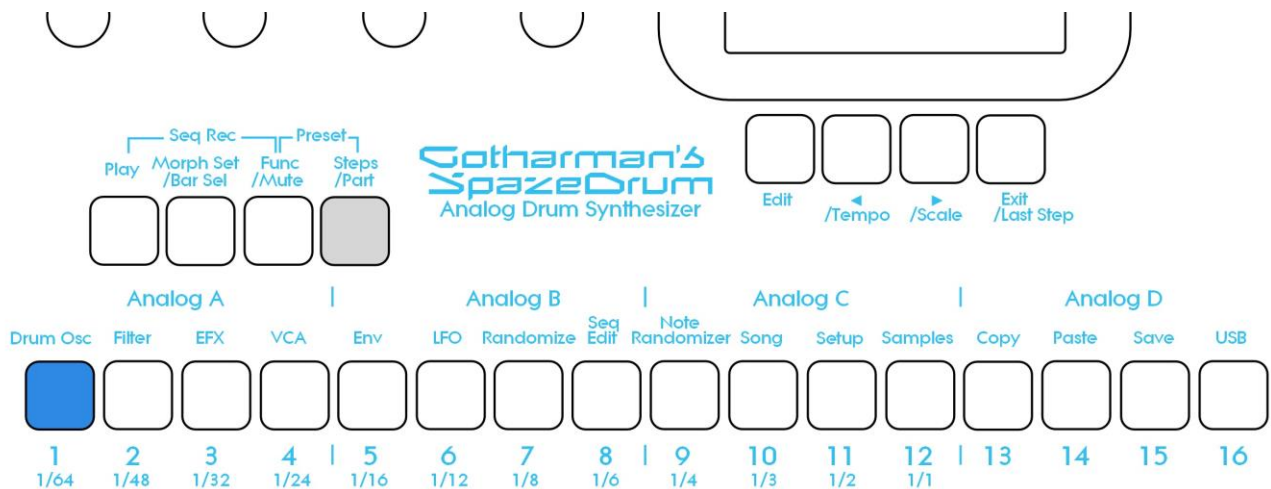 Seq Rec Preset
Play Morph Set /Bar Sel Func /Mute Steps /Part
Gotharman's
SpazeDrum
Analog Drum Synthesizer
Edit ◄ /Tempo ► /Scale Exit /Last Step
Analog A | Analog B | Analog C | Analog D
Drum Osc Filter EFX VCA Env LFO Randomize Seq Edit Note Randomizer Song Setup Samples Copy Paste Save USB
1 2 3 4 | 5 6 7 8 | 9 10 11 12 | 13 14 15 16
1/64 1/48 1/32 1/24 1/16 1/12 1/8 1/6 1/4 1/3 1/2 1/1